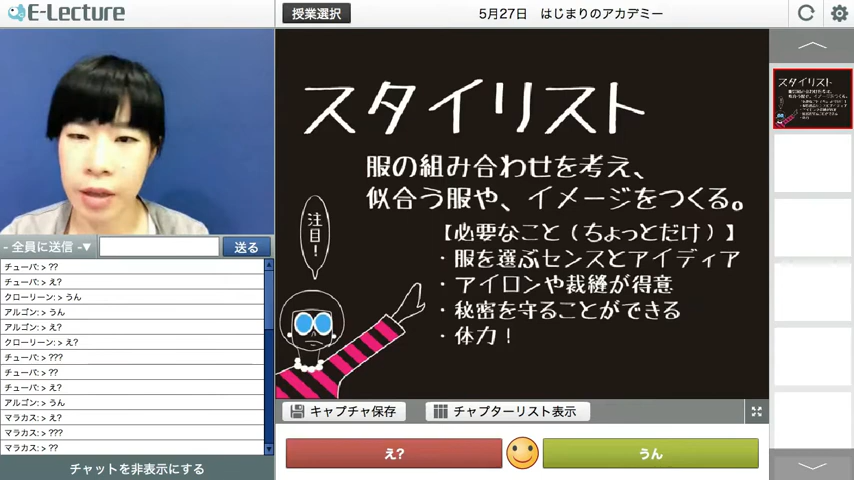 E-Lecture
授業選択
5月27日 はじまりのアカデミー
スタイリスト
服の組み合わせを考え、
似合う服や、イメージをつくる。
【必要なこと（ちょっとだけ）】
・服を選ぶセンスとアイディア
・アイロンや裁縫が得意
・秘密を守ることができる
・体力！
注目！
- 全員に送信 -▼
送る
チューバ: > ??
チューバ: > え?
クローリーン: > うん
アルゴン: > うん
アルゴン: > え?
クローリーン: > え?
チューバ: > ???
チューバ: > ??
チューバ: > え?
アルゴン: > うん
マラカス: > え?
マラカス: > ???
マラカス: > ??
チャットを非表示にする
キャプチャ保存
チャプターリスト表示
え?
うん